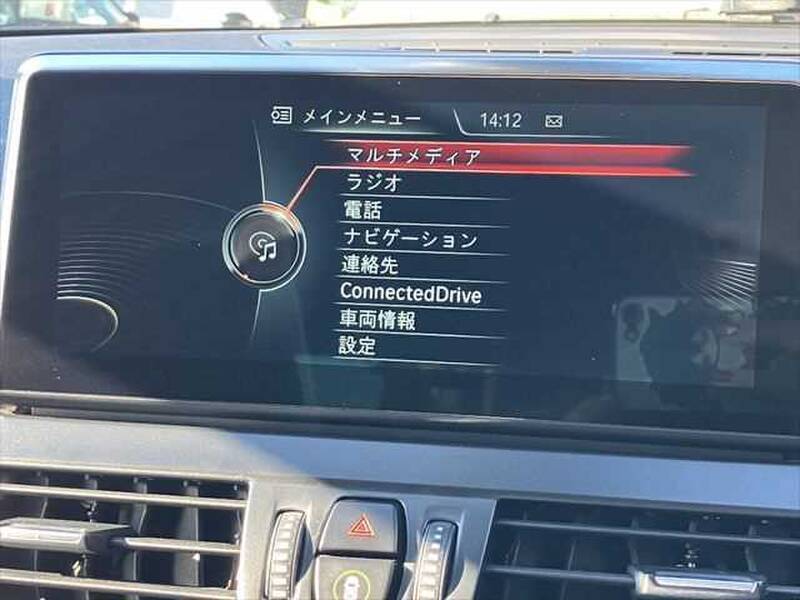 メインメニュー 14:12
マルチメディア
ラジオ
電話
ナビゲーション
連絡先
ConnectedDrive
車両情報
設定